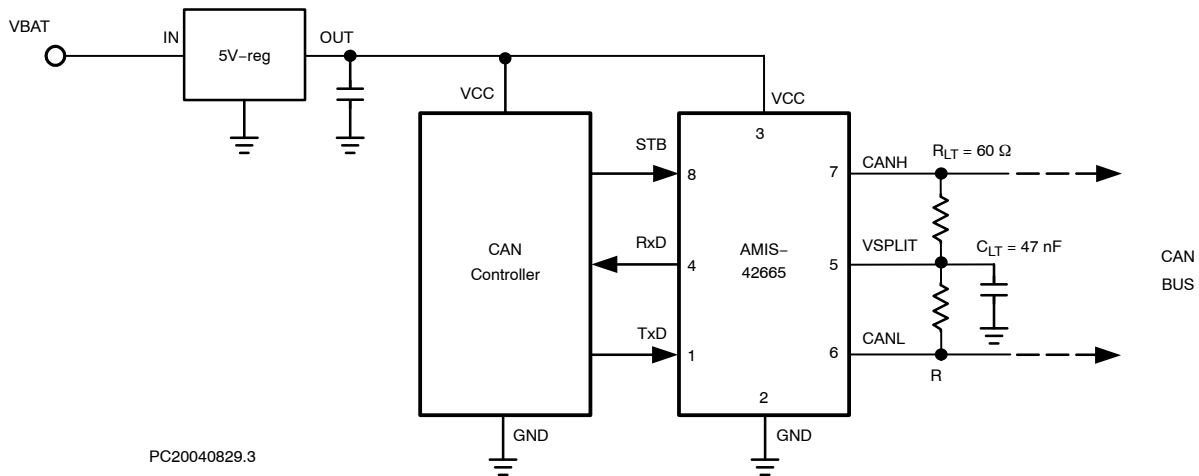 VBAT
IN
5V−reg
OUT
VCC
VCC
3
STB
8
7
CANH
R_LT = 60 Ω
CAN
Controller
RxD
4
AMIS−
42665
5
VSPLIT
C_LT = 47 nF
CAN
BUS
TxD
1
6
CANL
R
2
GND
GND
PC20040829.3